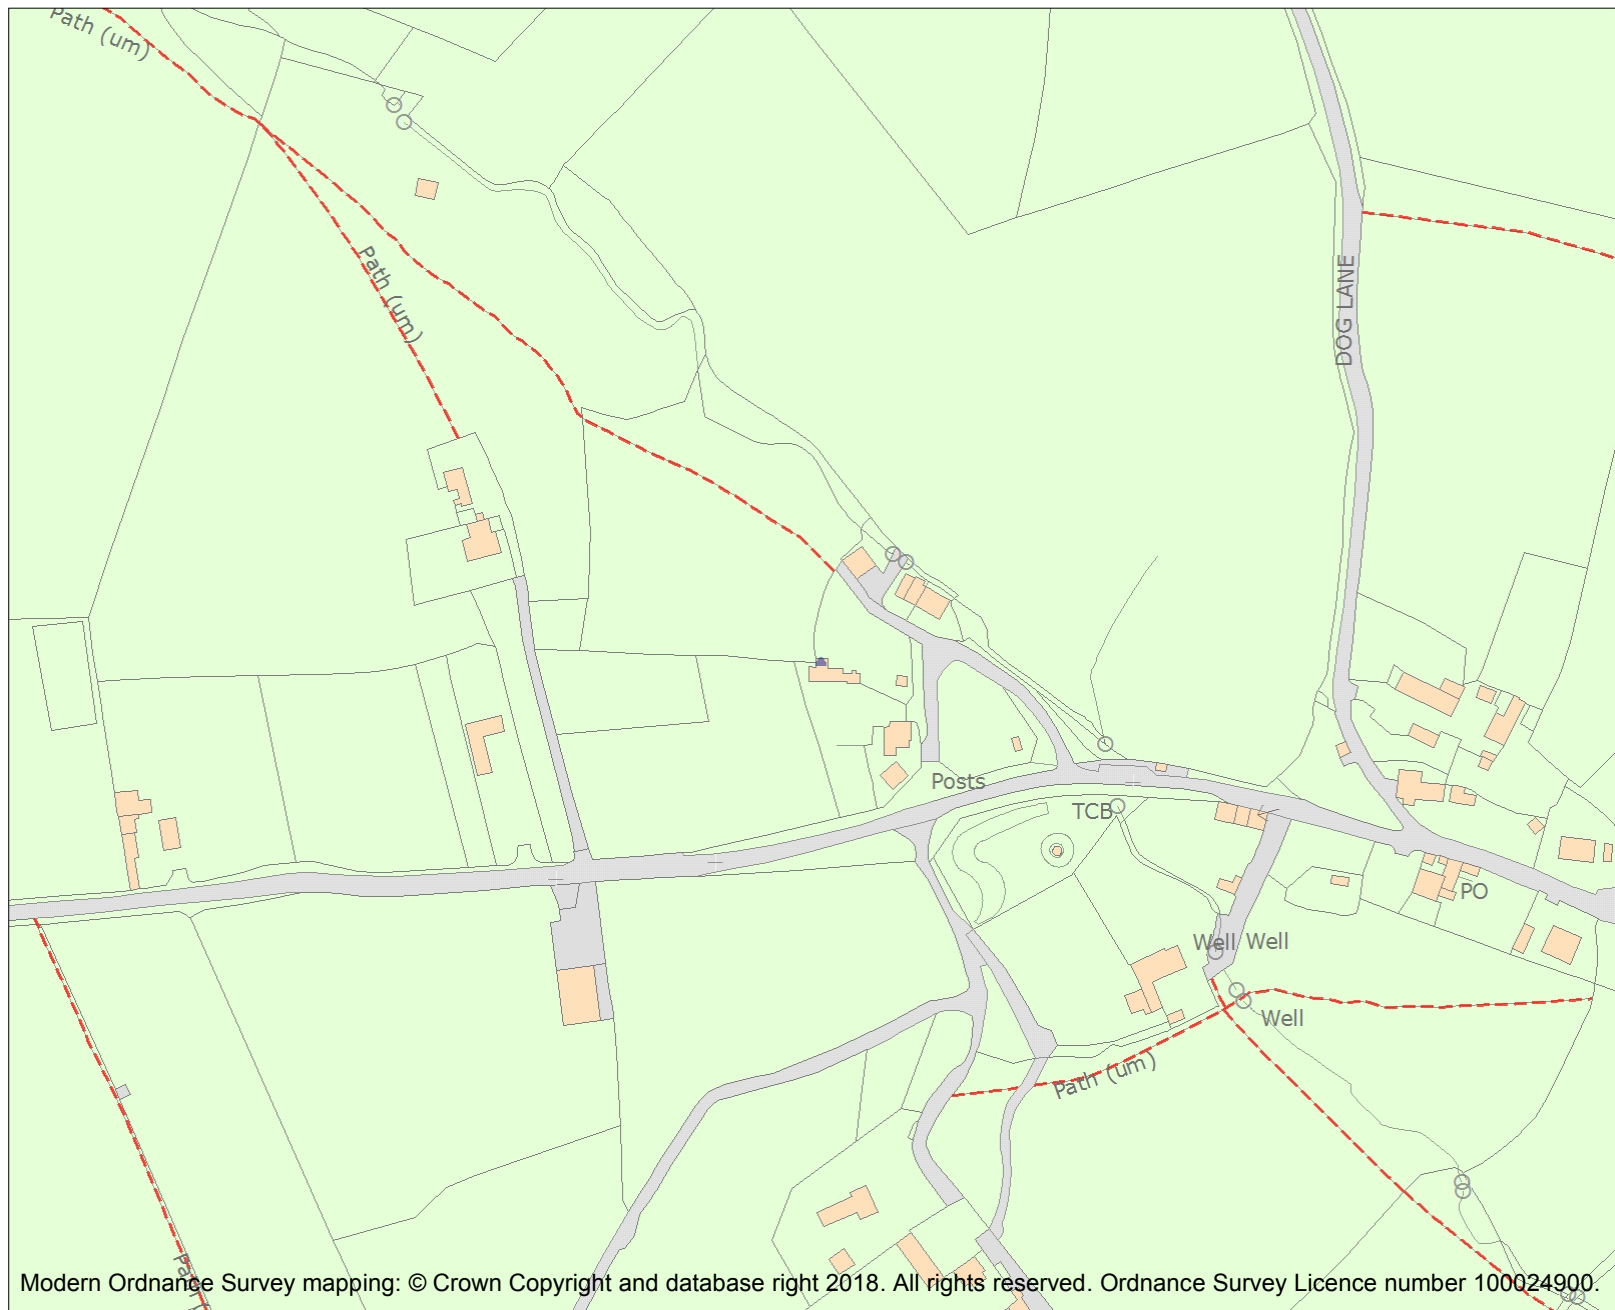 Path (um)
Path (um)
DOG LANE
Posts
TCB
PO
Well Well
Well
Path (um)
Modern Ordnance Survey mapping: © Crown Copyright and database right 2018. All rights reserved. Ordnance Survey Licence number 100024900.